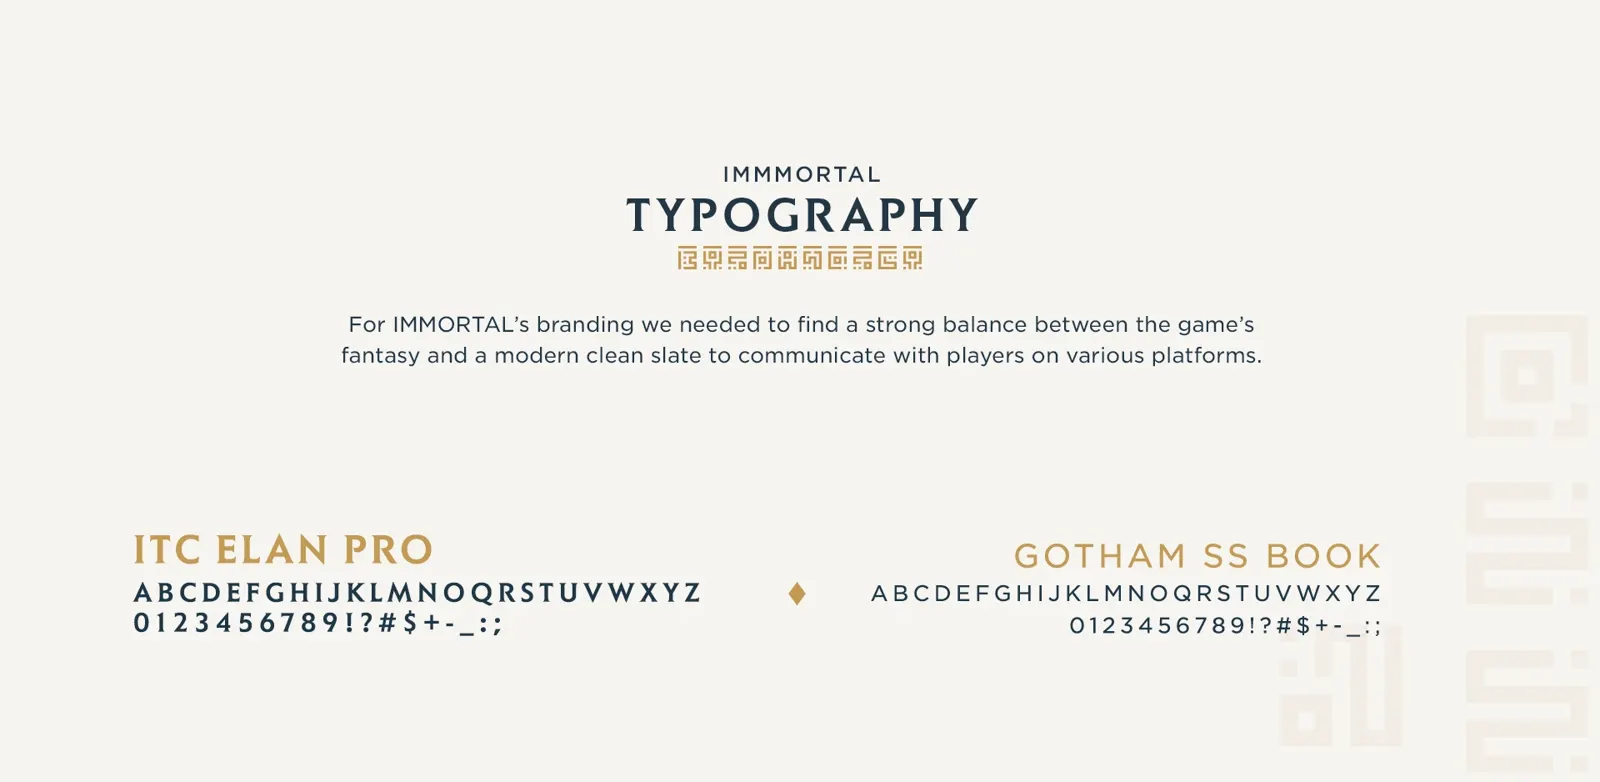 IMMMORTAL
TYPOGRAPHY
For IMMORTAL’s branding we needed to find a strong balance between the game’s
fantasy and a modern clean slate to communicate with players on various platforms.
ITC ELAN PRO
ABCDEFGHIJKLMNOQRSTUVWXYZ
0123456789!?#$+-_:;
GOTHAM SS BOOK
ABCDEFGHIJKLMNOQRSTUVWXYZ
0123456789!?#$+-_:;